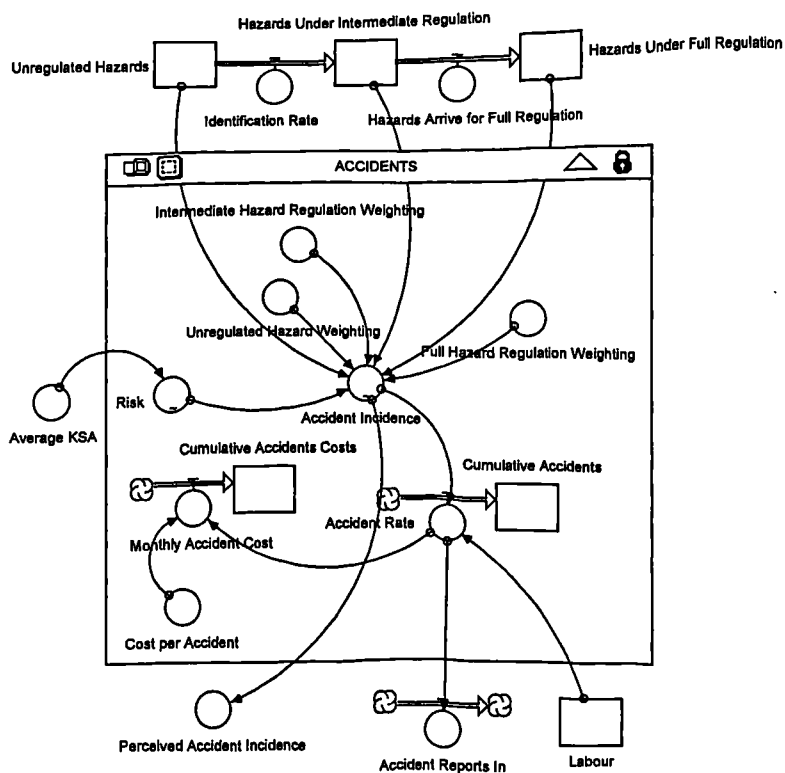 Hazards Under Intermediate Regulation
Unregulated Hazards
Hazards Under Full Regulation
Identification Rate
Hazards Arrive for Full Regulation
ACCIDENTS
Intermediate Hazard Regulation Weighting
Unregulated Hazard Weighting
Full Hazard Regulation Weighting
Risk
Average KSA
Accident Incidence
Cumulative Accidents Costs
Cumulative Accidents
Accident Rate
Monthly Accident Cost
Cost per Accident
Perceived Accident Incidence
Accident Reports In
Labour